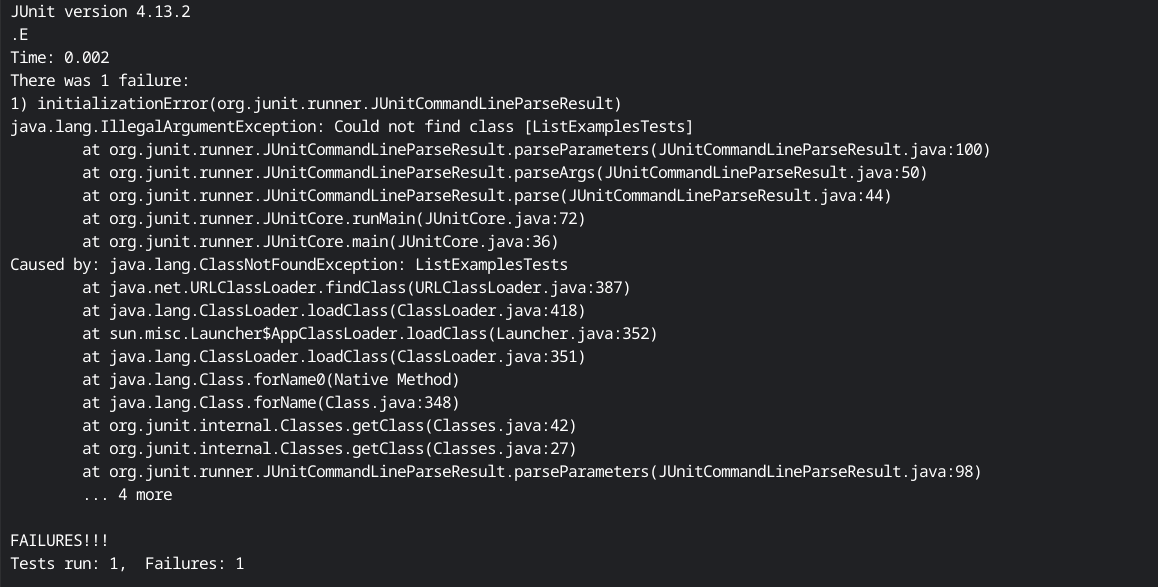 JUnit version 4.13.2
.E
Time: 0.002
There was 1 failure:
1) initializationError(org.junit.runner.JUnitCommandLineParseResult)
java.lang.IllegalArgumentException: Could not find class [ListExamplesTests]
        at org.junit.runner.JUnitCommandLineParseResult.parseParameters(JUnitCommandLineParseResult.java:100)
        at org.junit.runner.JUnitCommandLineParseResult.parseArgs(JUnitCommandLineParseResult.java:50)
        at org.junit.runner.JUnitCommandLineParseResult.parse(JUnitCommandLineParseResult.java:44)
        at org.junit.runner.JUnitCore.runMain(JUnitCore.java:72)
        at org.junit.runner.JUnitCore.main(JUnitCore.java:36)
Caused by: java.lang.ClassNotFoundException: ListExamplesTests
        at java.net.URLClassLoader.findClass(URLClassLoader.java:387)
        at java.lang.ClassLoader.loadClass(ClassLoader.java:418)
        at sun.misc.Launcher$AppClassLoader.loadClass(Launcher.java:352)
        at java.lang.ClassLoader.loadClass(ClassLoader.java:351)
        at java.lang.Class.forName0(Native Method)
        at java.lang.Class.forName(Class.java:348)
        at org.junit.internal.Classes.getClass(Classes.java:42)
        at org.junit.internal.Classes.getClass(Classes.java:27)
        at org.junit.runner.JUnitCommandLineParseResult.parseParameters(JUnitCommandLineParseResult.java:98)
        ... 4 more

FAILURES!!!
Tests run: 1,  Failures: 1